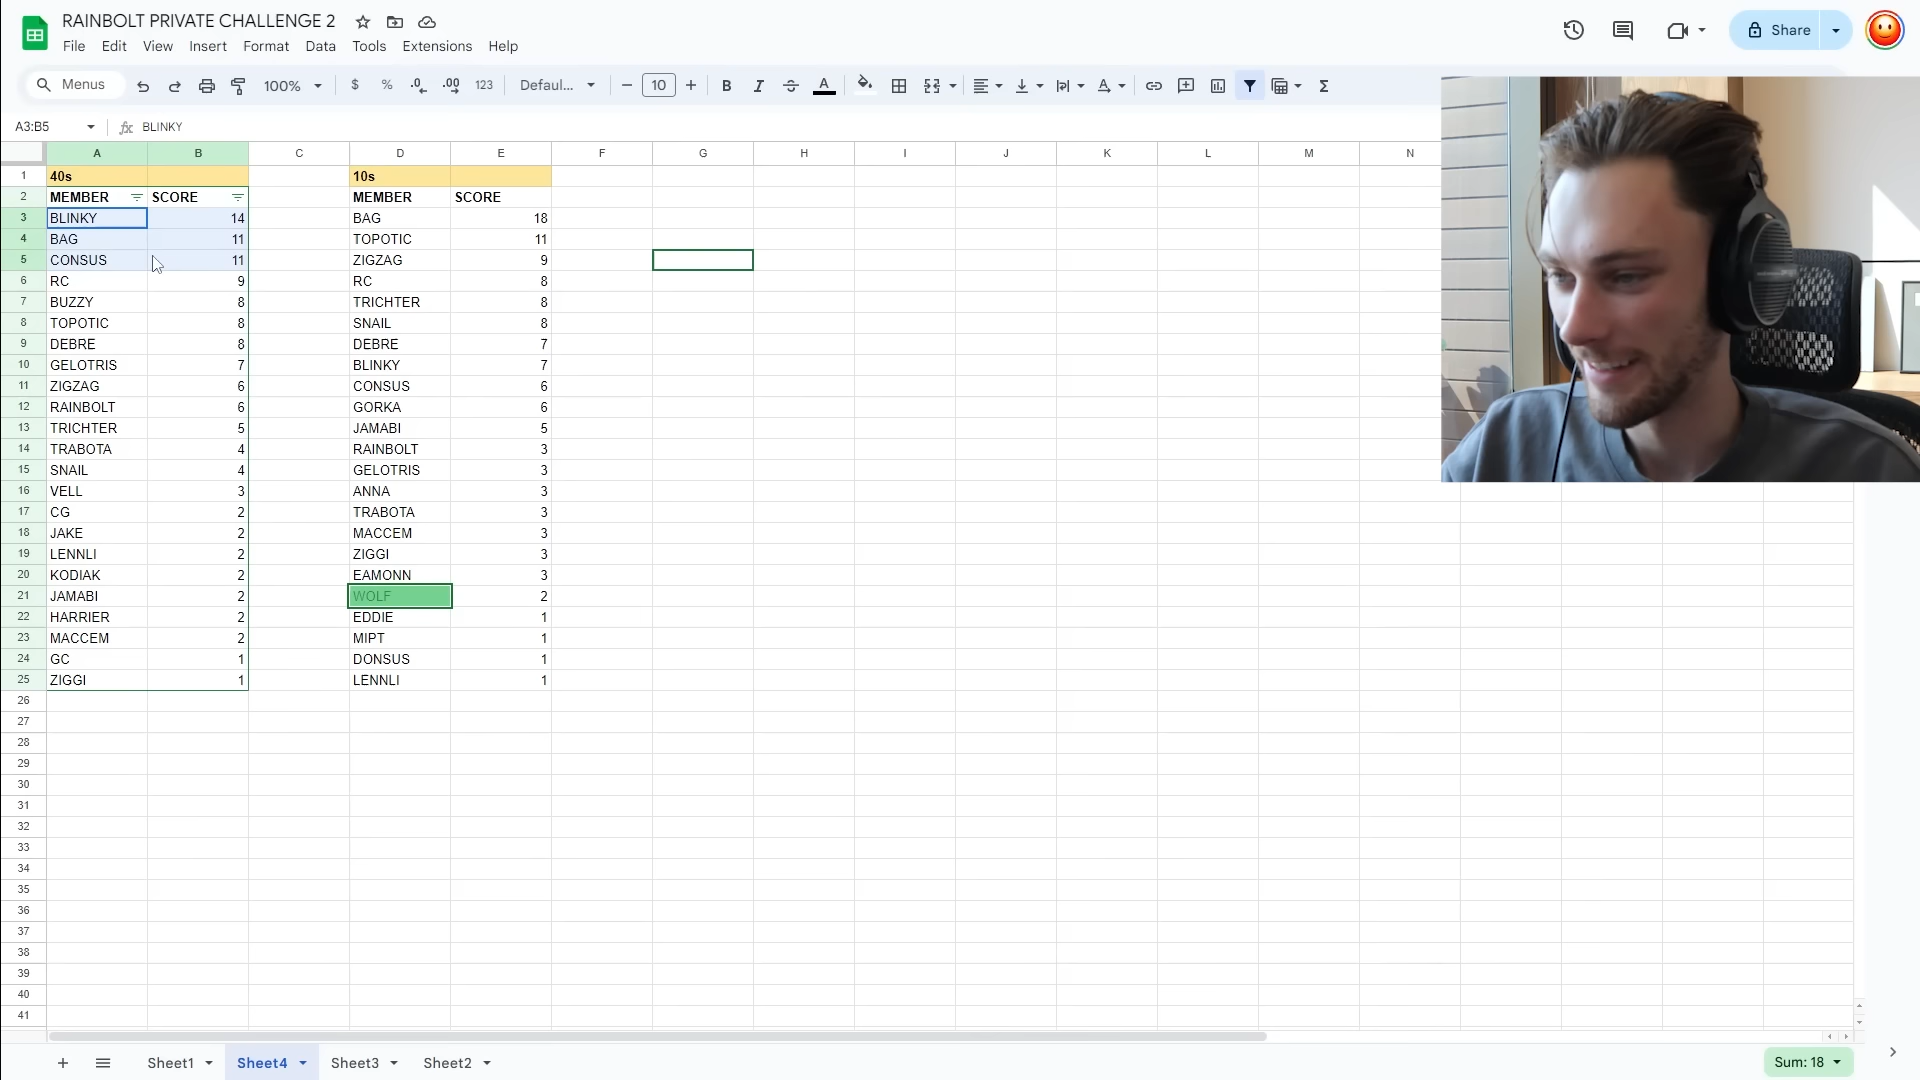 RAINBOLT PRIVATE CHALLENGE 2
File Edit View Insert Format Data Tools Extensions Help
Share
Menus 100% $ % .0 .00 123 Defaul... − 10 + B I A Σ
A3:B5 fx BLINKY
A B C D E F G H I J K L M N
1 40s 10s
2 MEMBER SCORE MEMBER SCORE
3 BLINKY 14 BAG 18
4 BAG 11 TOPOTIC 11
5 CONSUS 11 ZIGZAG 9
6 RC 9 RC 8
7 BUZZY 8 TRICHTER 8
8 TOPOTIC 8 SNAIL 8
9 DEBRE 8 DEBRE 7
10 GELOTRIS 7 BLINKY 7
11 ZIGZAG 6 CONSUS 6
12 RAINBOLT 6 GORKA 6
13 TRICHTER 5 JAMABI 5
14 TRABOTA 4 RAINBOLT 3
15 SNAIL 4 GELOTRIS 3
16 VELL 3 ANNA 3
17 CG 2 TRABOTA 3
18 JAKE 2 MACCEM 3
19 LENNLI 2 ZIGGI 3
20 KODIAK 2 EAMONN 3
21 JAMABI 2 WOLF 2
22 HARRIER 2 EDDIE 1
23 MACCEM 2 MIPT 1
24 GC 1 DONSUS 1
25 ZIGGI 1 LENNLI 1
26
27
28
29
30
31
32
33
34
35
36
37
38
39
40
41
Sheet1 Sheet4 Sheet3 Sheet2 Sum: 18